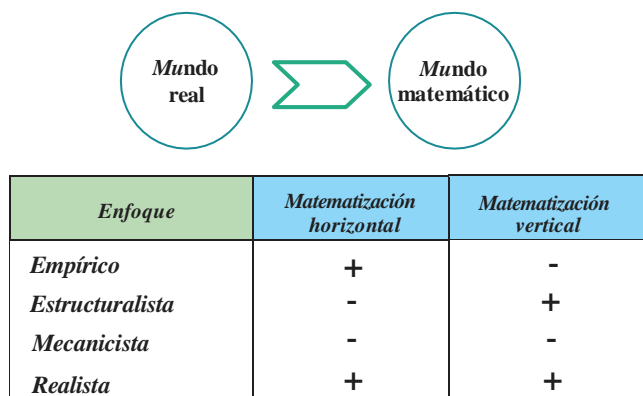 Mundo
real
Mundo
matemático
Enfoque
Matematización
horizontal
Matematización
vertical
Empírico + -
Estructuralista - +
Mecanicista - -
Realista + +